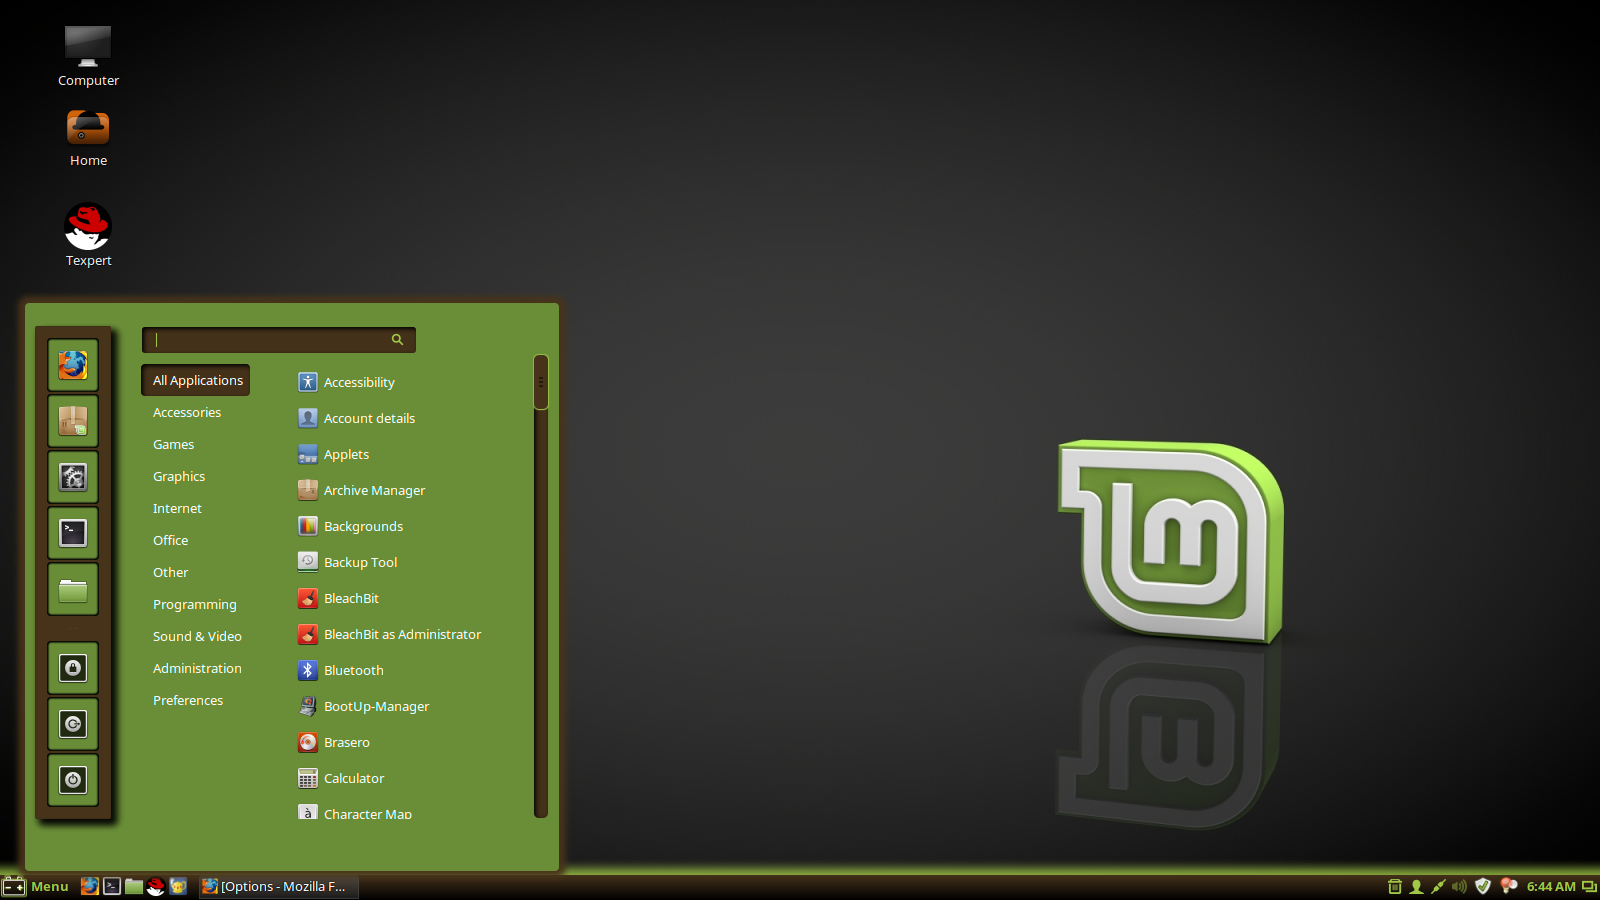 Computer
Home
Texpert
All Applications
Accessories
Games
Graphics
Internet
Office
Other
Programming
Sound & Video
Administration
Preferences
Accessibility
Account details
Applets
Archive Manager
Backgrounds
Backup Tool
BleachBit
BleachBit as Administrator
Bluetooth
BootUp-Manager
Brasero
Calculator
Character Map
Menu
[Options - Mozilla F...
6:44 AM